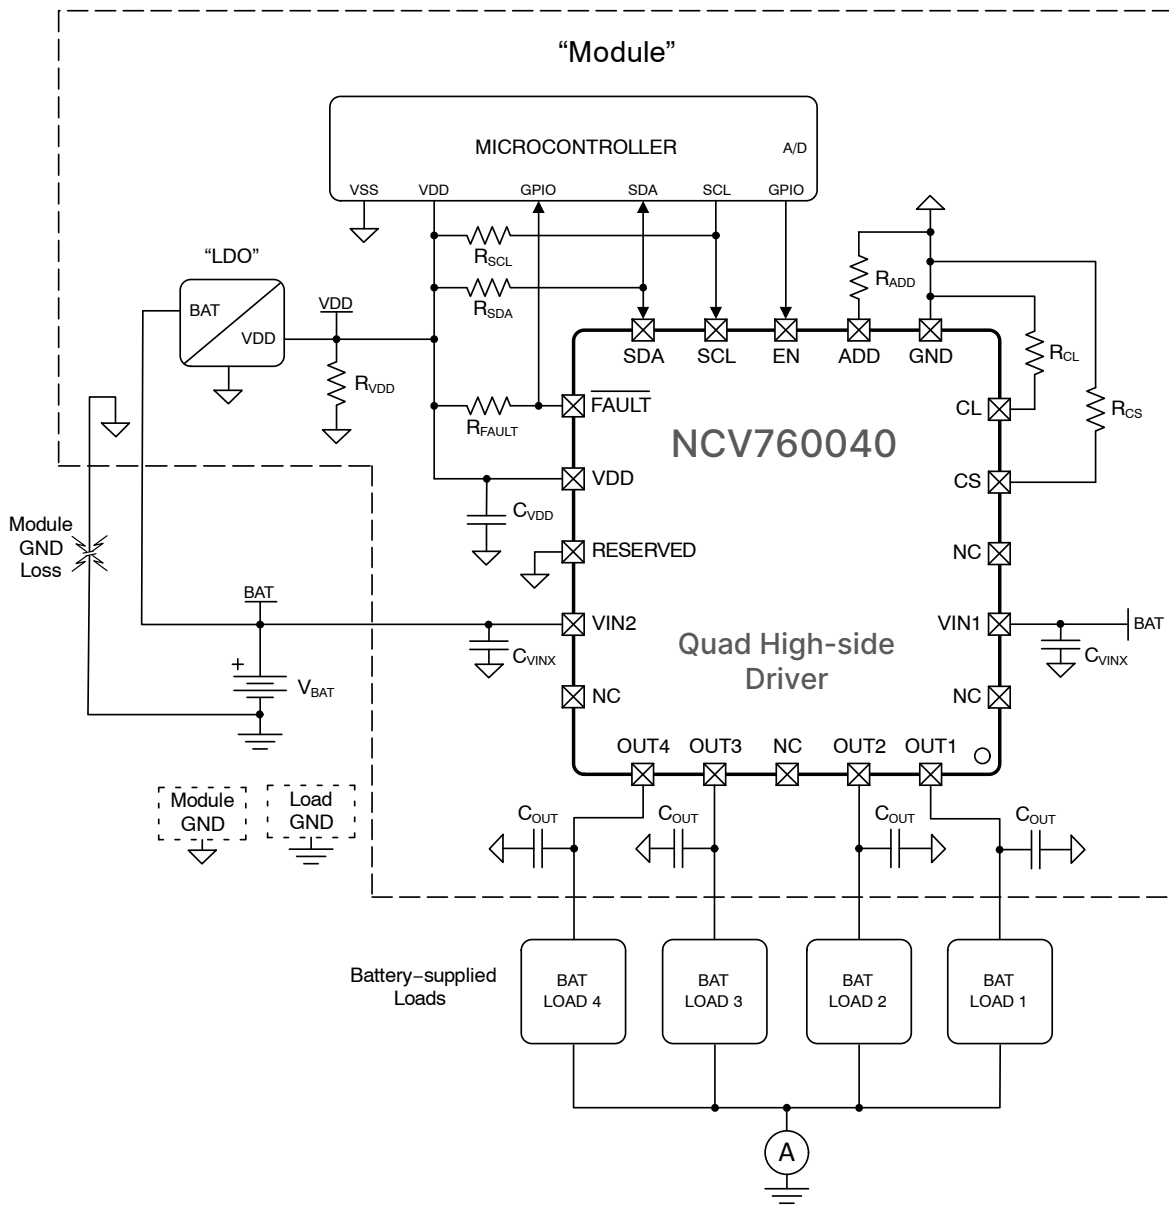 “Module”
MICROCONTROLLER
A/D
VSS
VDD
GPIO
SDA
SCL
GPIO
“LDO”
BAT
VDD
VDD
RVDD
RSCL
RSDA
RFAULT
RADD
RCL
RCS
SDA
SCL
EN
ADD
GND
FAULT
CL
NCV760040
VDD
CS
CVDD
Module
GND
Loss
RESERVED
NC
BAT
VIN2
VIN1
BAT
CVINX
CVINX
Quad High-side
Driver
+
VBAT
NC
NC
OUT4
OUT3
NC
OUT2
OUT1
Module
GND
Load
GND
COUT
COUT
COUT
COUT
Battery−supplied
Loads
BAT
LOAD 4
BAT
LOAD 3
BAT
LOAD 2
BAT
LOAD 1
A